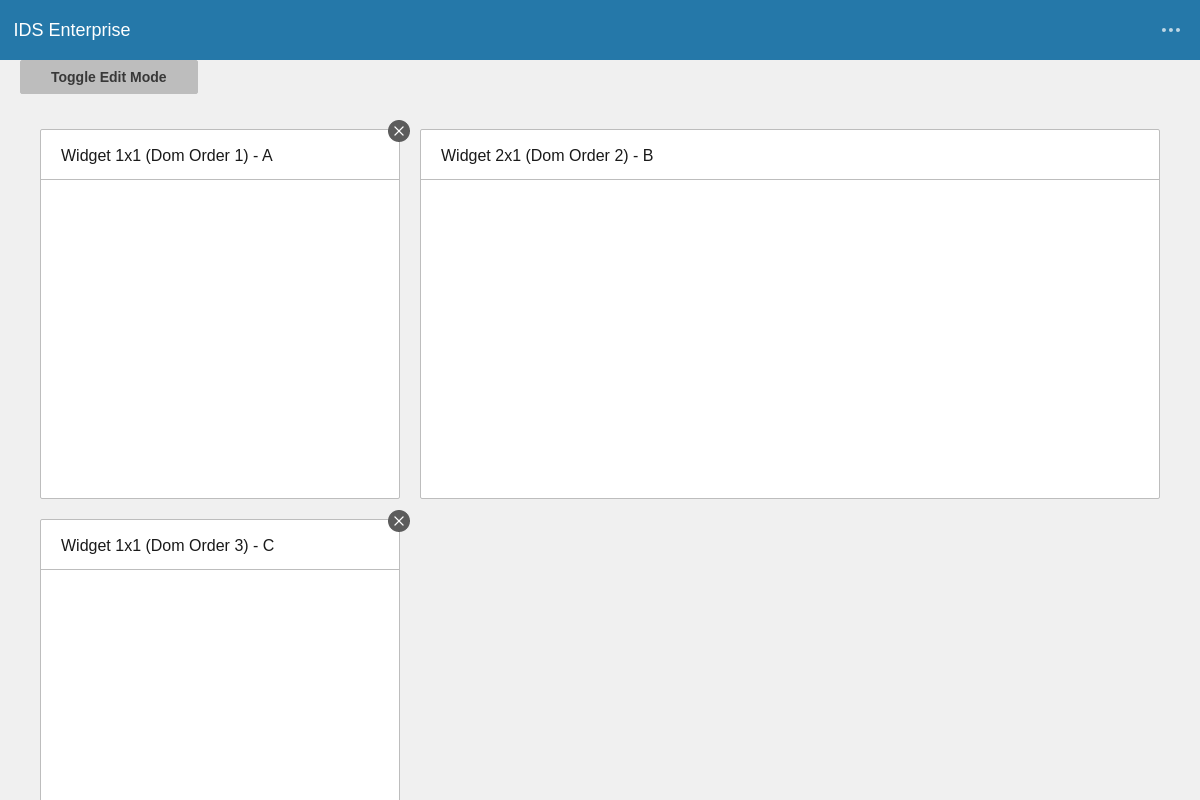 IDS Enterprise
Toggle Edit Mode
Widget 1x1 (Dom Order 1) - A
Widget 2x1 (Dom Order 2) - B
Widget 1x1 (Dom Order 3) - C